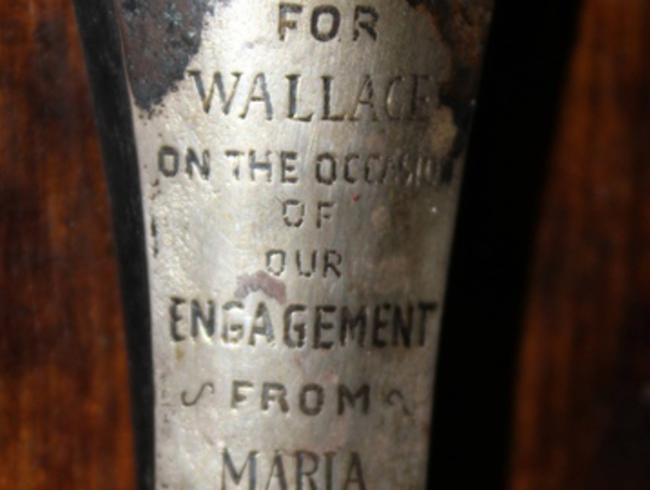 FOR
WALLACE
ON THE OCCASION
OF
OUR
ENGAGEMENT
FROM
MARIA